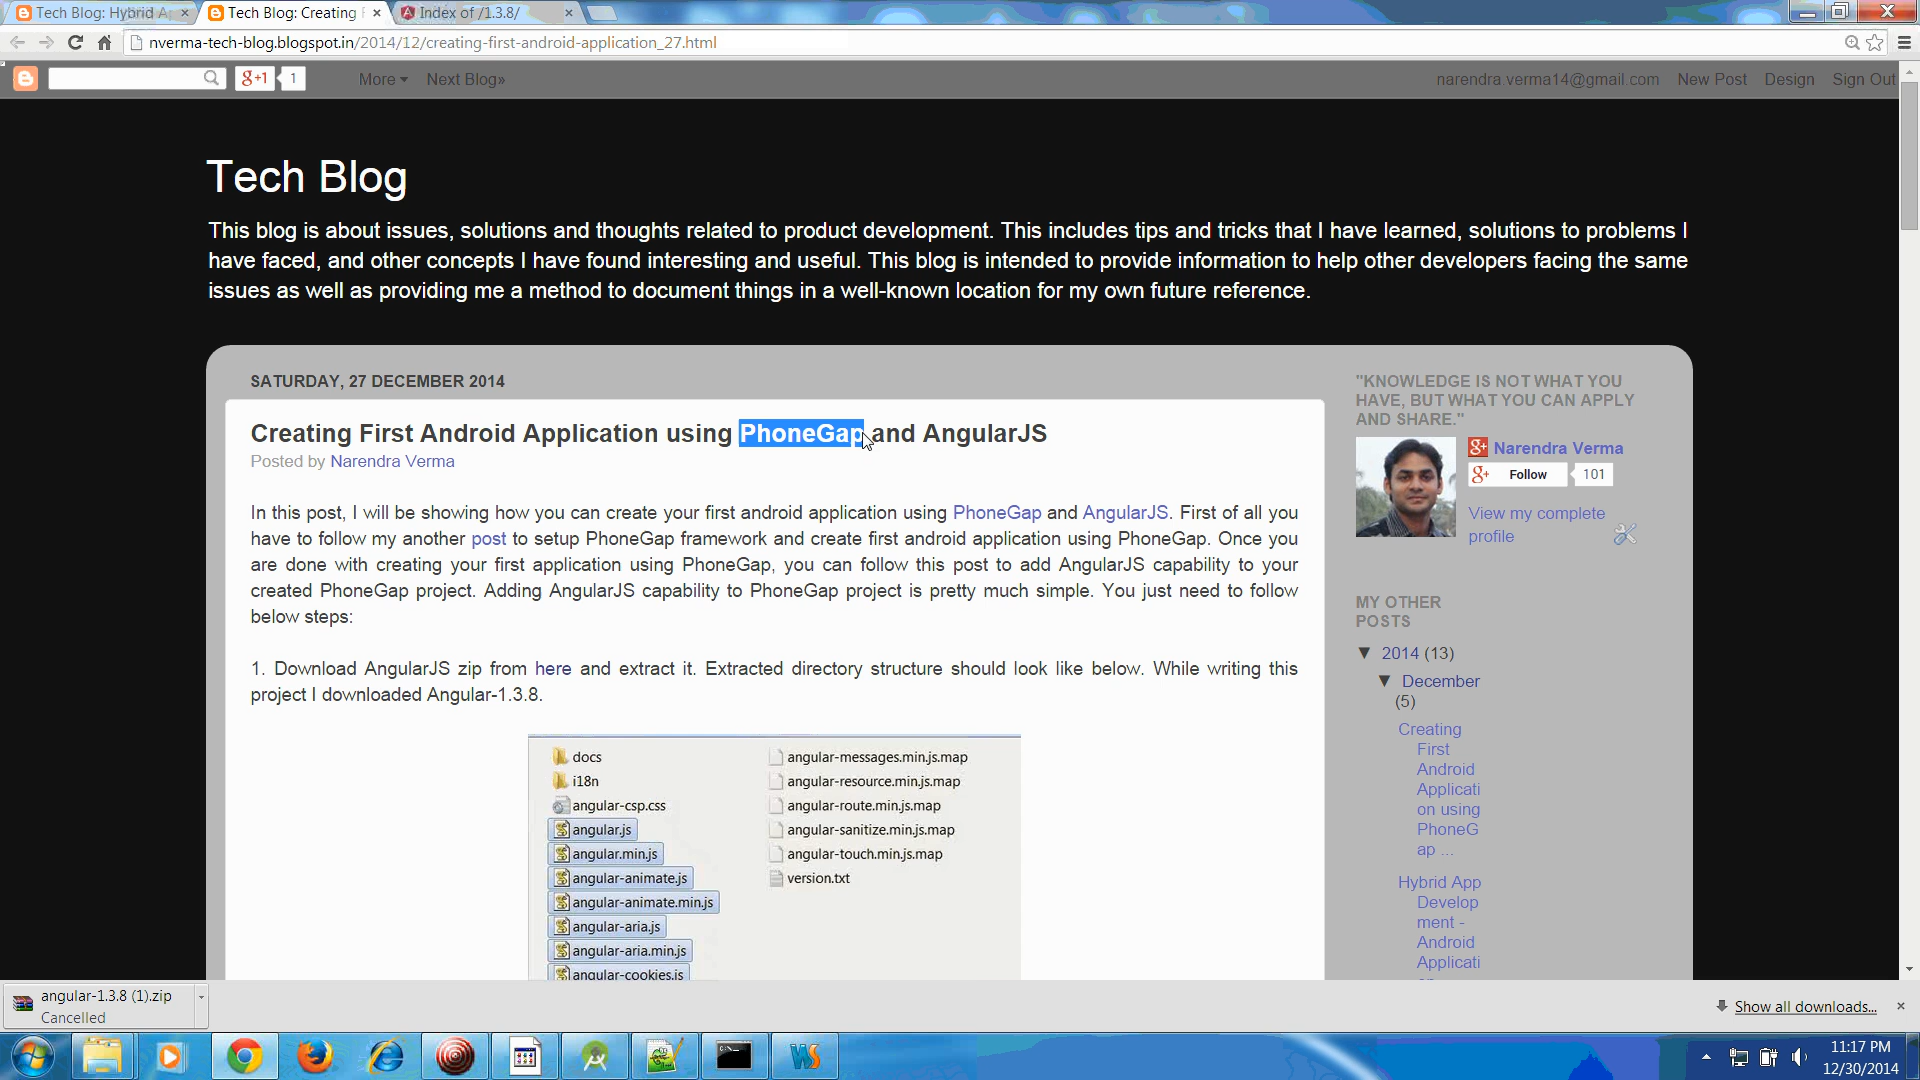 Tech Blog: Hybrid Ap
Tech Blog: Creating F
Index of /1.3.8/
nverma-tech-blog.blogspot.in/2014/12/creating-first-android-application_27.html
g+1 1
More
Next Blog»
narendra.verma14@gmail.com
New Post
Design
Sign Out
Tech Blog
This blog is about issues, solutions and thoughts related to product development. This includes tips and tricks that I have learned, solutions to problems I
have faced, and other concepts I have found interesting and useful. This blog is intended to provide information to help other developers facing the same
issues as well as providing me a method to document things in a well-known location for my own future reference.
SATURDAY, 27 DECEMBER 2014
Creating First Android Application using PhoneGap and AngularJS
Posted by Narendra Verma
In this post, I will be showing how you can create your first android application using PhoneGap and AngularJS. First of all you
have to follow my another post to setup PhoneGap framework and create first android application using PhoneGap. Once you
are done with creating your first application using PhoneGap, you can follow this post to add AngularJS capability to your
created PhoneGap project. Adding AngularJS capability to PhoneGap project is pretty much simple. You just need to follow
below steps:
1. Download AngularJS zip from here and extract it. Extracted directory structure should look like below. While writing this
project I downloaded Angular-1.3.8.
docs
i18n
angular-csp.css
angular.js
angular.min.js
angular-animate.js
angular-animate.min.js
angular-aria.js
angular-aria.min.js
angular-cookies.js
angular-messages.min.js.map
angular-resource.min.js.map
angular-route.min.js.map
angular-sanitize.min.js.map
angular-touch.min.js.map
version.txt
"KNOWLEDGE IS NOT WHAT YOU
HAVE, BUT WHAT YOU CAN APPLY
AND SHARE."
g+ Narendra Verma
g+ Follow 101
View my complete
profile
MY OTHER
POSTS
▼ 2014 (13)
▼ December
(5)
Creating
First
Android
Applicati
on using
PhoneG
ap ...
Hybrid App
Develop
ment -
Android
Applicati
angular-1.3.8 (1).zip
Cancelled
Show all downloads...
WS
11:17 PM
12/30/2014